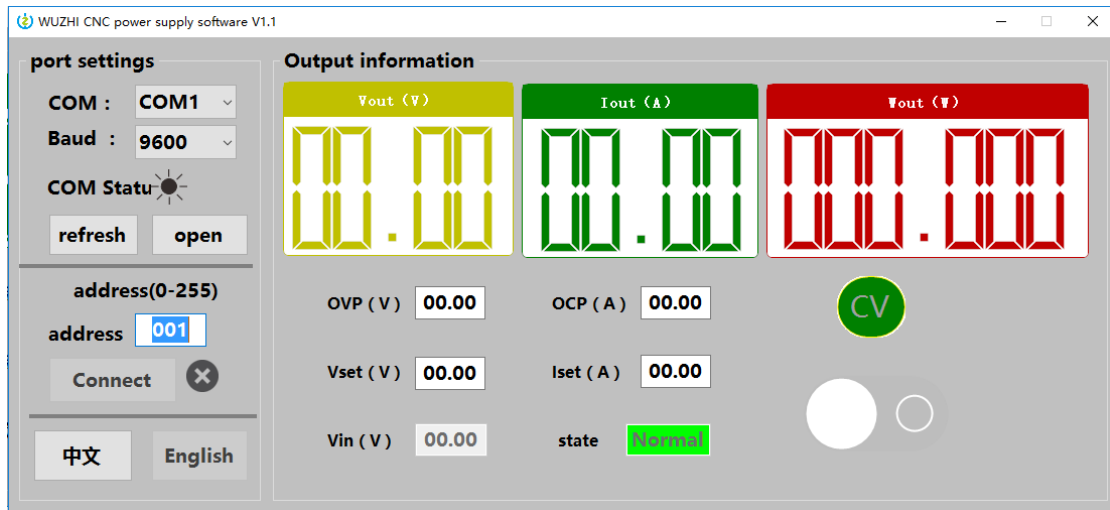 WUZHI CNC power supply software V1.1
port settings
COM : COM1
Baud : 9600
COM Statu
refresh open
address(0-255)
address 001
Connect
中文 English
Output information
Vout (V) Iout (A) Wout (W)
00.00 00.00 000.000
OVP ( V ) 00.00 OCP ( A ) 00.00 CV
Vset ( V ) 00.00 Iset ( A ) 00.00
Vin ( V ) 00.00 state Normal